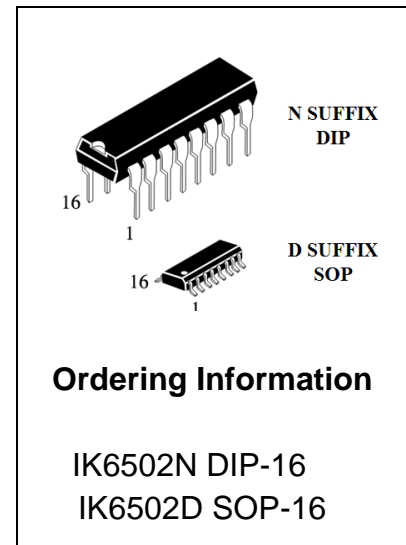 N SUFFIX
DIP
16
1
D SUFFIX
SOP
16
1
Ordering Information
IK6502N DIP-16
IK6502D SOP-16